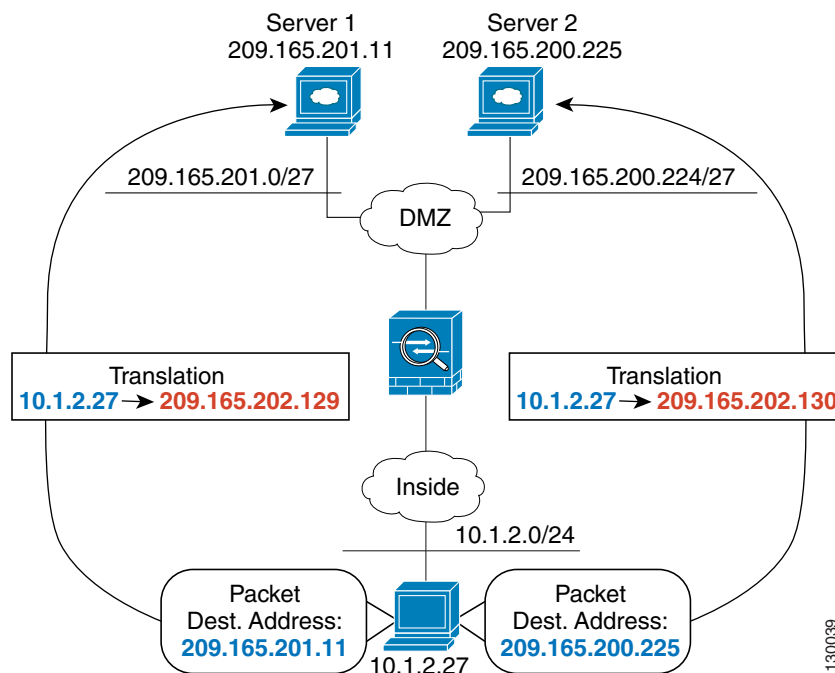 Server 1
209.165.201.11
Server 2
209.165.200.225
209.165.201.0/27
209.165.200.224/27
DMZ
Translation
10.1.2.27 → 209.165.202.129
Translation
10.1.2.27 → 209.165.202.130
Inside
10.1.2.0/24
Packet
Dest. Address:
209.165.201.11
Packet
Dest. Address:
209.165.200.225
10.1.2.27
130039